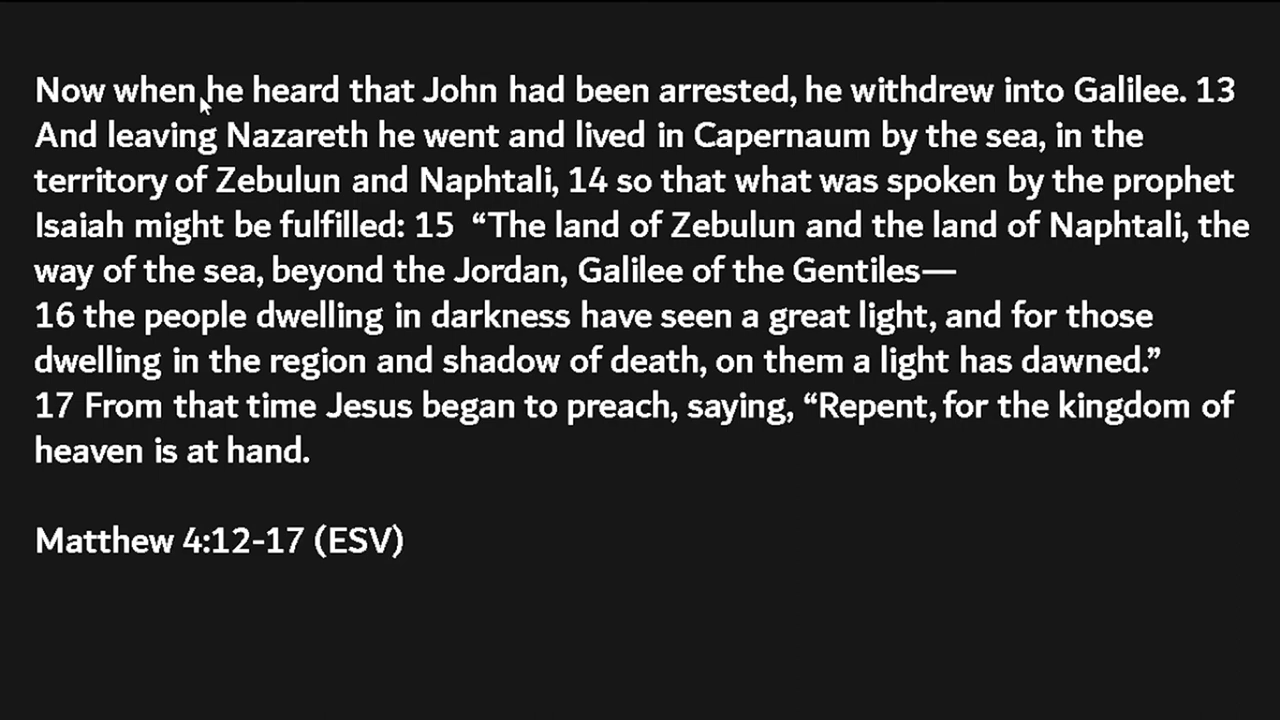 Now when he heard that John had been arrested, he withdrew into Galilee. 13
And leaving Nazareth he went and lived in Capernaum by the sea, in the
territory of Zebulun and Naphtali, 14 so that what was spoken by the prophet
Isaiah might be fulfilled: 15 “The land of Zebulun and the land of Naphtali, the
way of the sea, beyond the Jordan, Galilee of the Gentiles—
16 the people dwelling in darkness have seen a great light, and for those
dwelling in the region and shadow of death, on them a light has dawned.”
17 From that time Jesus began to preach, saying, “Repent, for the kingdom of
heaven is at hand.
Matthew 4:12-17 (ESV)